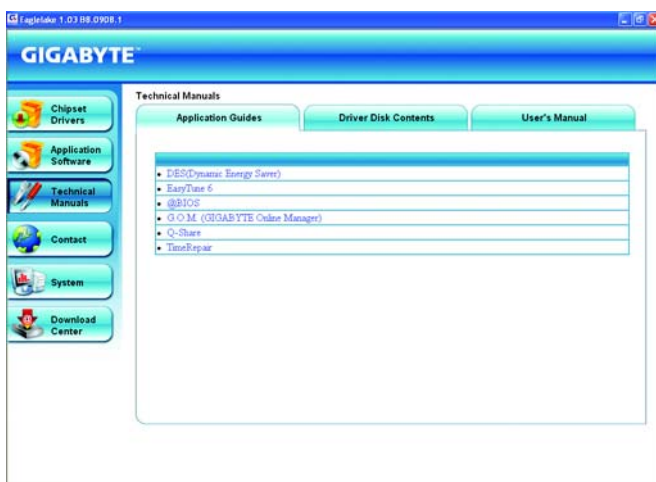 Eaglelake 1.03 B8.0908.1
GIGABYTE™
Technical Manuals
Application Guides
Driver Disk Contents
User's Manual
Chipset
Drivers
Application
Software
Technical
Manuals
Contact
System
Download
Center
• DES(Dynamic Energy Saver)
• EasyTune 6
• @BIOS
• G.O.M. (GIGABYTE Online Manager)
• Q-Share
• TimeRepair